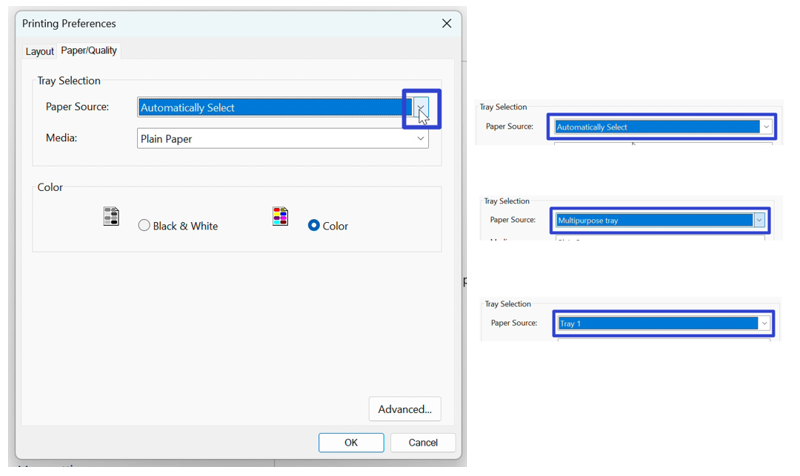 Printing Preferences
Layout Paper/Quality
Tray Selection
Paper Source: Automatically Select
Media: Plain Paper
Color
Black & White
Color
Advanced...
OK Cancel
Tray Selection
Paper Source: Automatically Select
Tray Selection
Paper Source: Multipurpose tray
Tray Selection
Paper Source: Tray 1